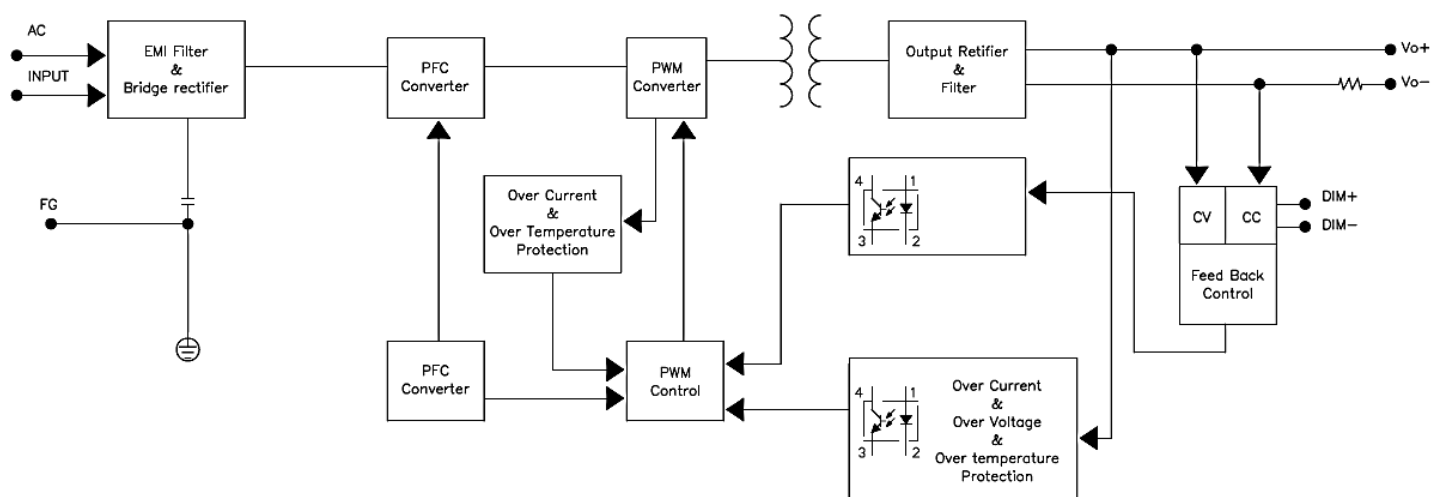 AC
INPUT
EMI Filter
&
Bridge rectifier
PFC
Converter
PWM
Converter
Output Retifier
&
Filter
Vo+
Vo-
FG
Over Current
&
Over Temperature
Protection
4 1
3 2
CV CC
DIM+
DIM-
Feed Back
Control
PFC
Converter
PWM
Control
4 1
3 2
Over Current
&
Over Voltage
&
Over temperature
Protection